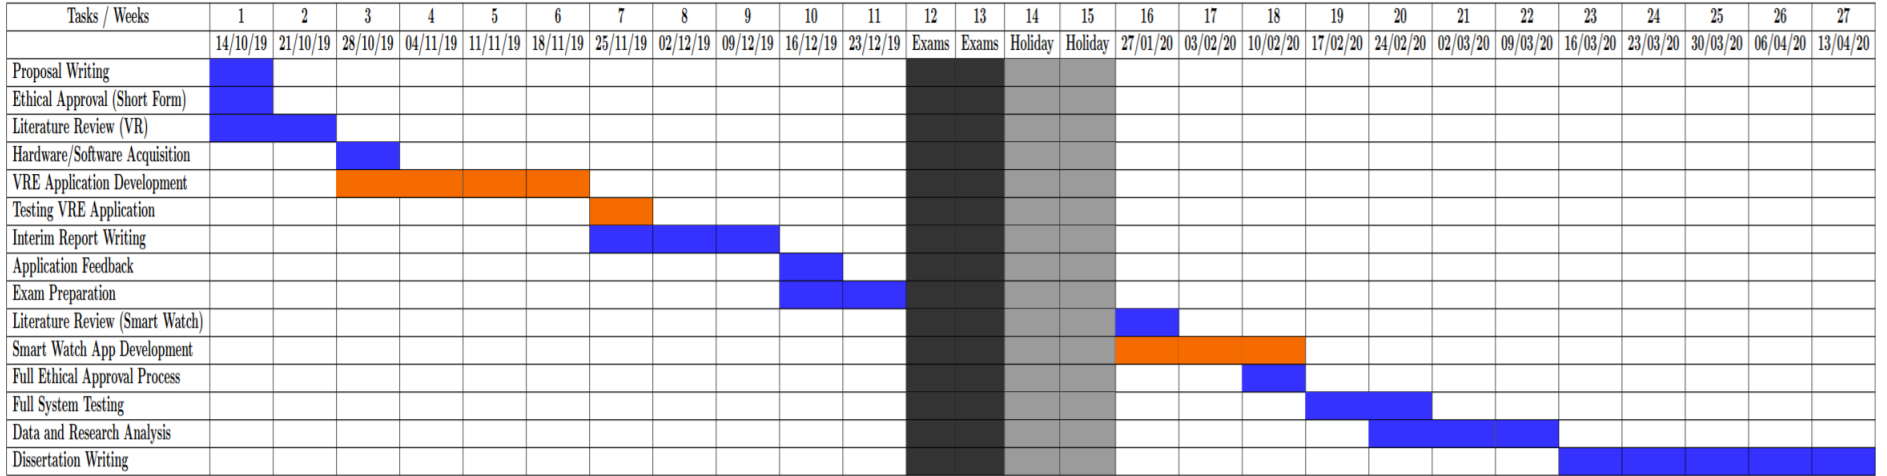 Tasks / Weeks 1 2 3 4 5 6 7 8 9 10 11 12 13 14 15 16 17 18 19 20 21 22 23 24 25 26 27
14/10/19 21/10/19 28/10/19 04/11/19 11/11/19 18/11/19 25/11/19 02/12/19 09/12/19 16/12/19 23/12/19 Exams Exams Holiday Holiday 27/01/20 03/02/20 10/02/20 17/02/20 24/02/20 02/03/20 09/03/20 16/03/20 23/03/20 30/03/20 06/04/20 13/04/20
Proposal Writing
Ethical Approval (Short Form)
Literature Review (VR)
Hardware/Software Acquisition
VRE Application Development
Testing VRE Application
Interim Report Writing
Application Feedback
Exam Preparation
Literature Review (Smart Watch)
Smart Watch App Development
Full Ethical Approval Process
Full System Testing
Data and Research Analysis
Dissertation Writing